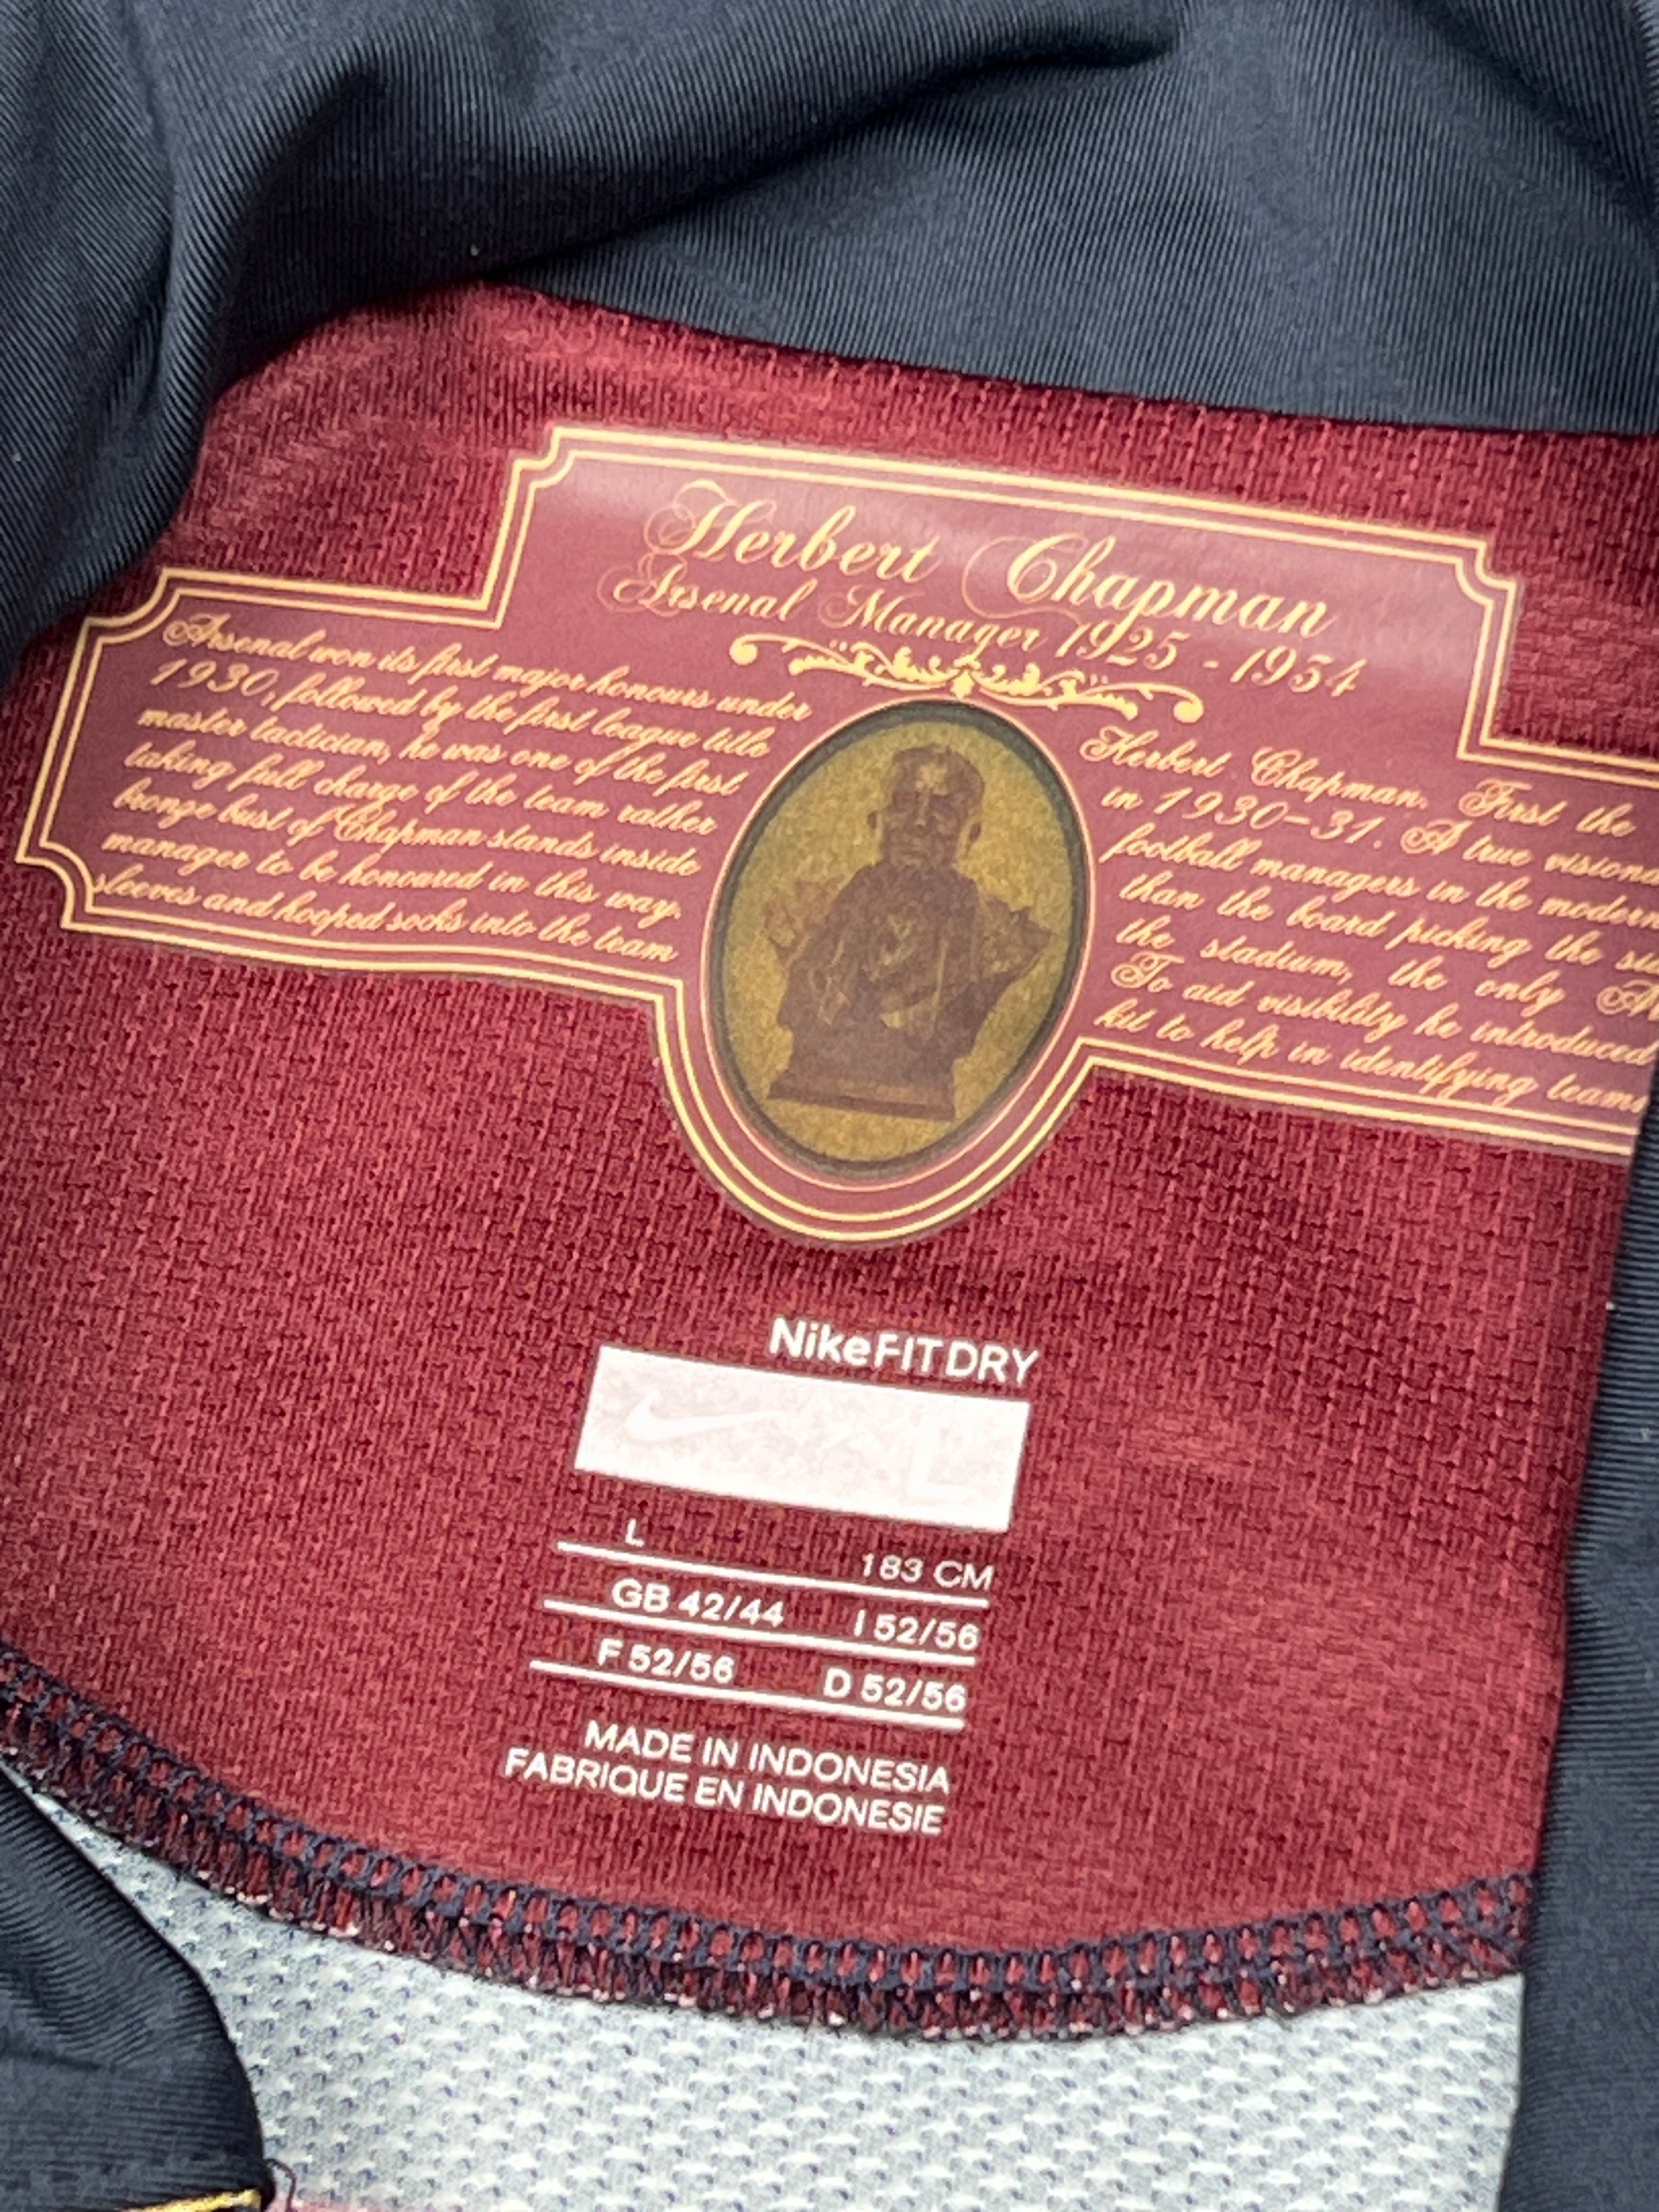 Herbert Chapman
Arsenal Manager 1925 - 1934
Arsenal won its first major honours under
1930, followed by the first league title
master tactician, he was one of the first
taking full charge of the team rather
bronze bust of Chapman stands inside
manager to be honoured in this way.
sleeves and hooped socks into the team
Herbert Chapman. First the
in 1930-31. A true
football managers in the modern
than the board picking the
the stadium, the only
To aid visibility he introduced
kit to help in identifying
NikeFITDRY
L
L 183 CM
GB 42/44 I 52/56
F 52/56 D 52/56
MADE IN INDONESIA
FABRIQUE EN INDONESIE